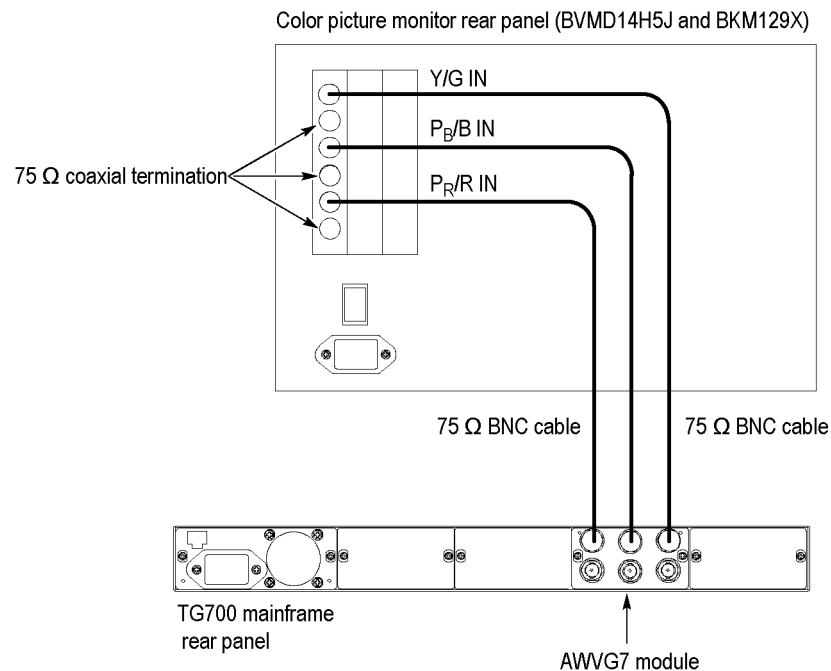 Color picture monitor rear panel (BVMD14H5J and BKM129X)
Y/G IN
PB/B IN
75 Ω coaxial termination
PR/R IN
75 Ω BNC cable
75 Ω BNC cable
TG700 mainframe
rear panel
AWVG7 module